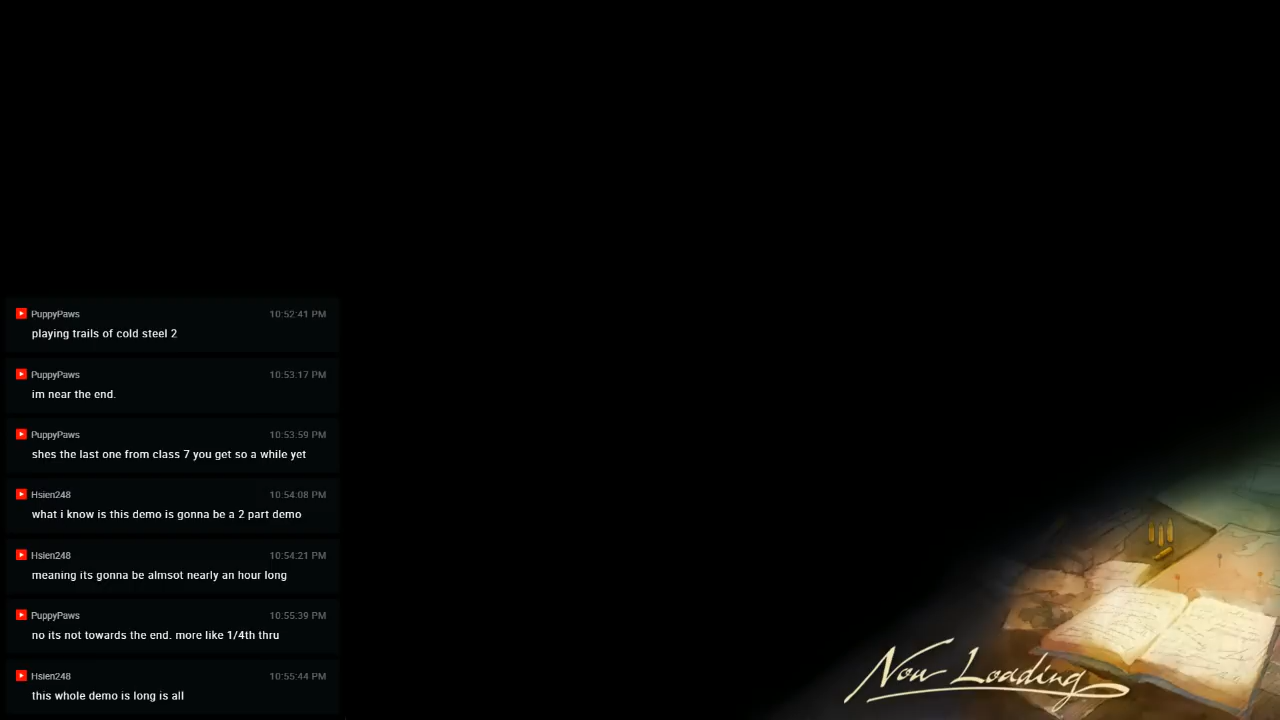 PuppyPaws 10:52:41 PM
playing trails of cold steel 2
PuppyPaws 10:53:17 PM
im near the end.
PuppyPaws 10:53:59 PM
shes the last one from class 7 you get so a while yet
Hsien248 10:54:08 PM
what i know is this demo is gonna be a 2 part demo
Hsien248 10:54:21 PM
meaning its gonna be almsot nearly an hour long
PuppyPaws 10:55:39 PM
no its not towards the end. more like 1/4th thru
Hsien248 10:55:44 PM
this whole demo is long is all
Now Loading